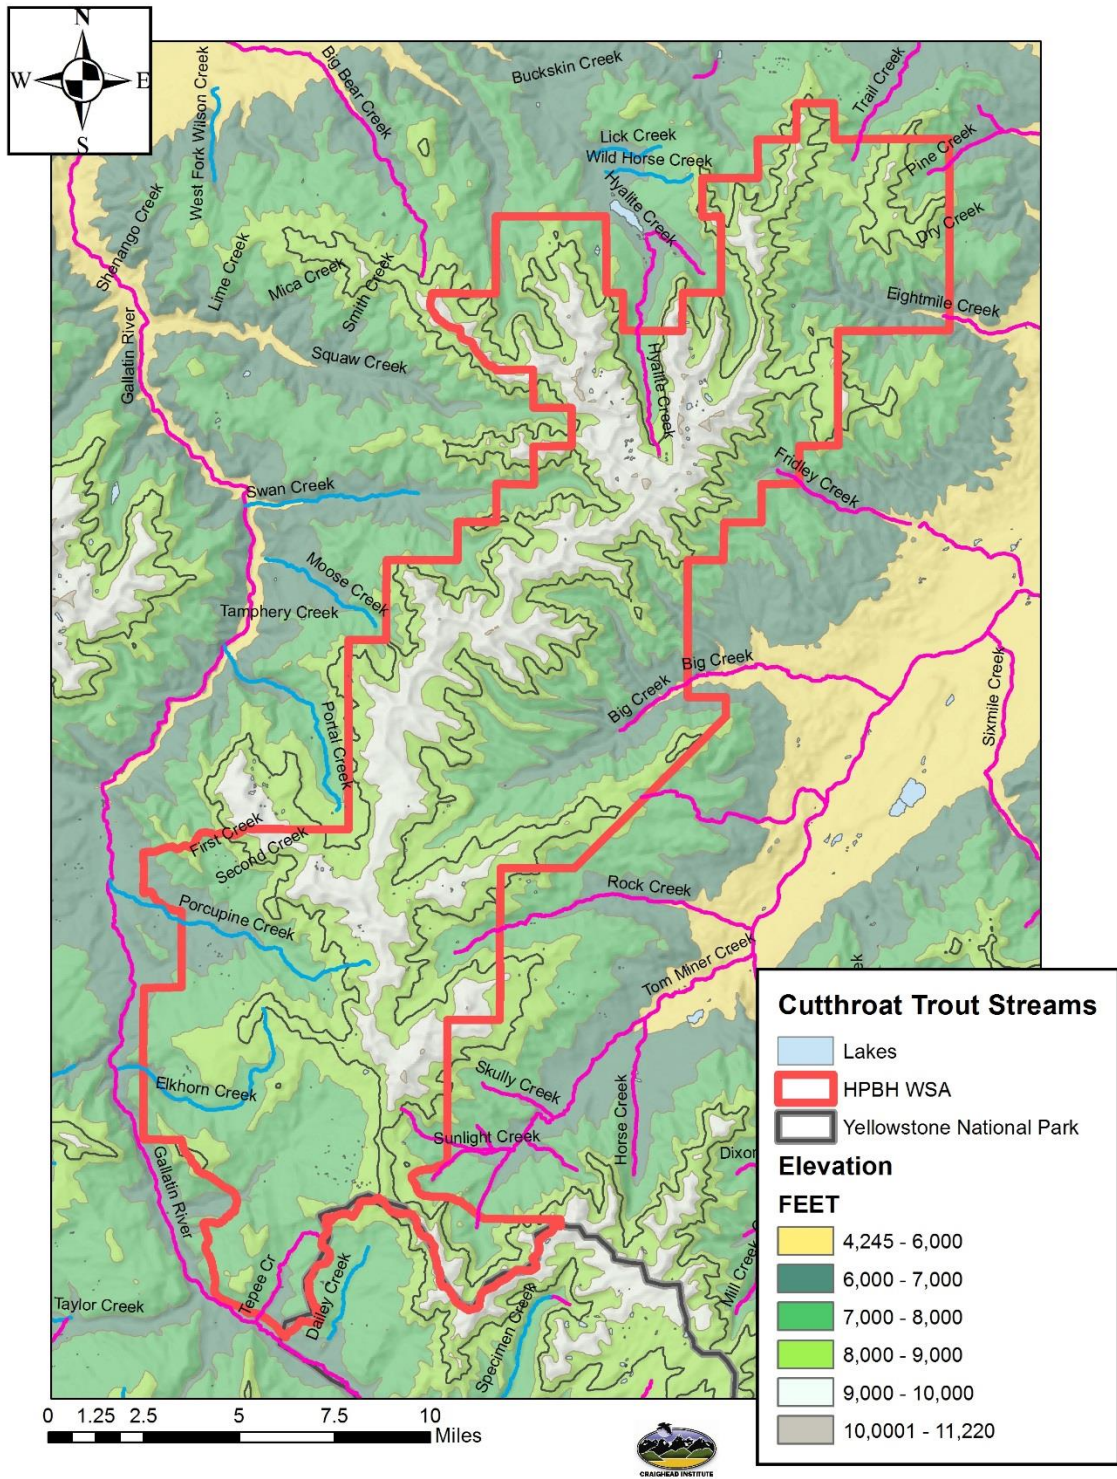 N
W
E
S
West Fork Wilson Creek
Big Bear Creek
Buckskin Creek
Trail Creek
Lick Creek
Wild Horse Creek
Pine Creek
Hyalite Creek
Shenango Creek
Lime Creek
Mica Creek
Smith Creek
Dry Creek
Eightmile Creek
Gallatin River
Squaw Creek
Hyalite Creek
Fridley Creek
Swan Creek
Moose Creek
Tamphery Creek
Big Creek
Big Creek
Sixmile Creek
Portal Creek
First Creek
Second Creek
Rock Creek
Porcupine Creek
Tom Miner Creek
Skully Creek
Elkhorn Creek
Sunlight Creek
Horse Creek
Gallatin River
Tepee Cr
Dailey Creek
Taylor Creek
Specimen Creek
Mill C
Dixon
ek
Cutthroat Trout Streams
Lakes
HPBH WSA
Yellowstone National Park
Elevation
FEET
4,245 - 6,000
6,000 - 7,000
7,000 - 8,000
8,000 - 9,000
9,000 - 10,000
10,0001 - 11,220
0 1.25 2.5 5 7.5 10
Miles
CRAIGHEAD INSTITUTE